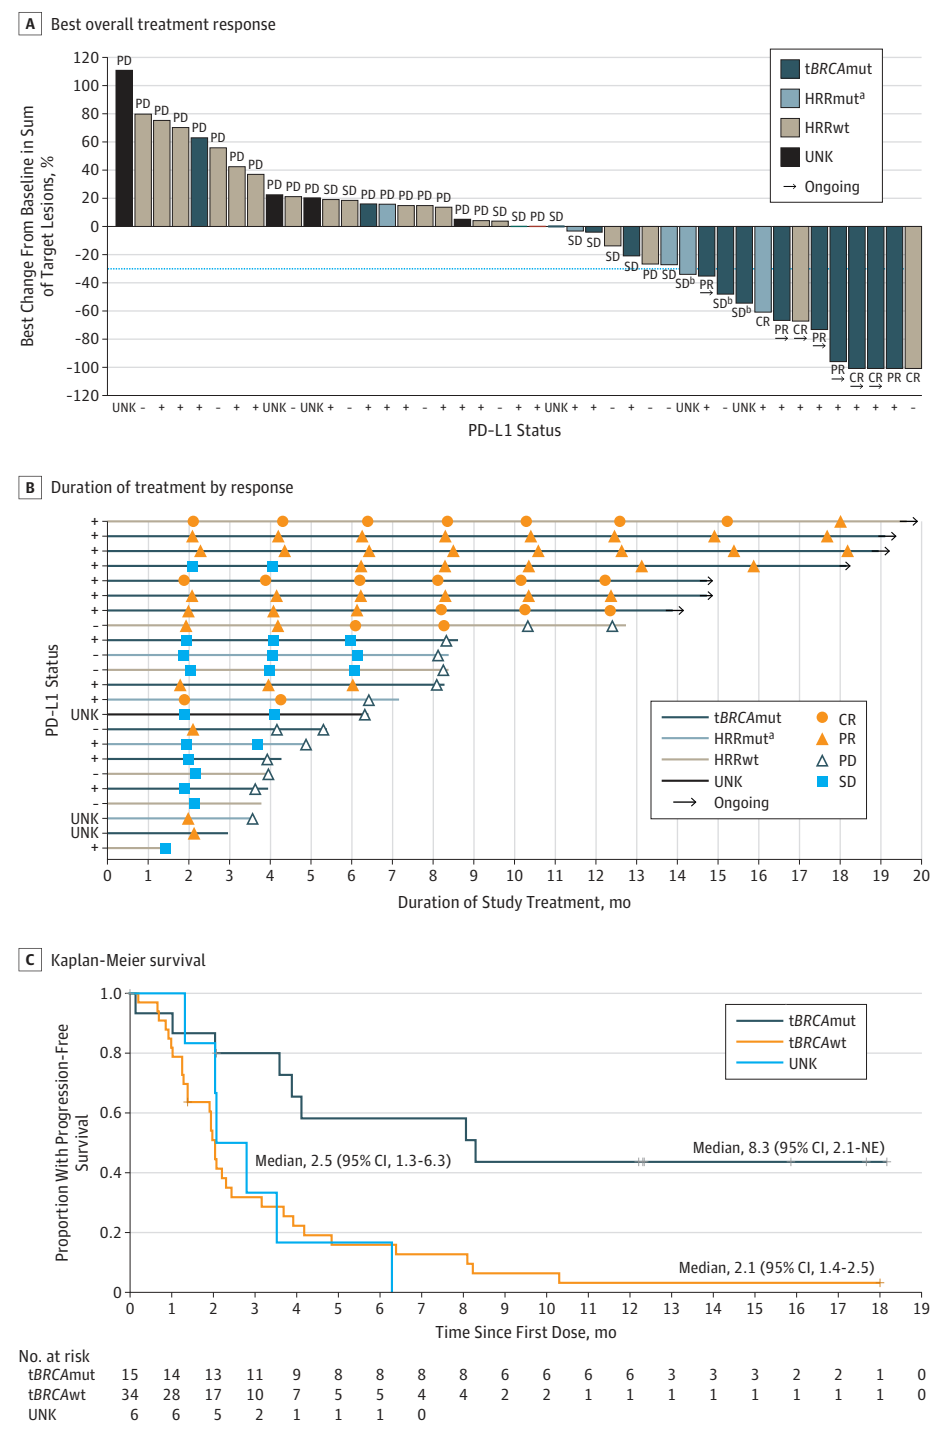 A Best overall treatment response
Best Change From Baseline in Sum of Target Lesions, %
120
100
80
60
40
20
0
-20
-40
-60
-80
-100
-120
PD PD PD PD PD PD PD PD PD PD PD SD SD PD PD PD PD PD PD PD SD SD PD SD
SD SD SD SD PD SD SDb PR SDb SDb CR PR CR PR PR CR CR PR CR
tBRCAmut
HRRmuta
HRRwt
UNK
→ Ongoing
UNK - + + + - + + UNK - UNK + - + + + - + + + - + + UNK + + - + - - UNK + - UNK + + + + + + + + -
PD-L1 Status
B Duration of treatment by response
PD-L1 Status
+
+
+
+
+
+
+
-
+
-
-
+
+
UNK
-
+
+
-
+
-
UNK
UNK
+
tBRCAmut
HRRmuta
HRRwt
UNK
Ongoing
CR
PR
PD
SD
0 1 2 3 4 5 6 7 8 9 10 11 12 13 14 15 16 17 18 19 20
Duration of Study Treatment, mo
C Kaplan-Meier survival
Proportion With Progression-Free Survival
1.0
0.8
0.6
0.4
0.2
0
tBRCAmut
tBRCAwt
UNK
Median, 8.3 (95% CI, 2.1-NE)
Median, 2.5 (95% CI, 1.3-6.3)
Median, 2.1 (95% CI, 1.4-2.5)
0 1 2 3 4 5 6 7 8 9 10 11 12 13 14 15 16 17 18 19
Time Since First Dose, mo
No. at risk
tBRCAmut 15 14 13 11 9 8 8 8 8 6 6 6 6 3 3 3 2 2 1 0
tBRCAwt 34 28 17 10 7 5 5 4 4 2 2 1 1 1 1 1 1 1 1 0
UNK 6 6 5 2 1 1 1 0